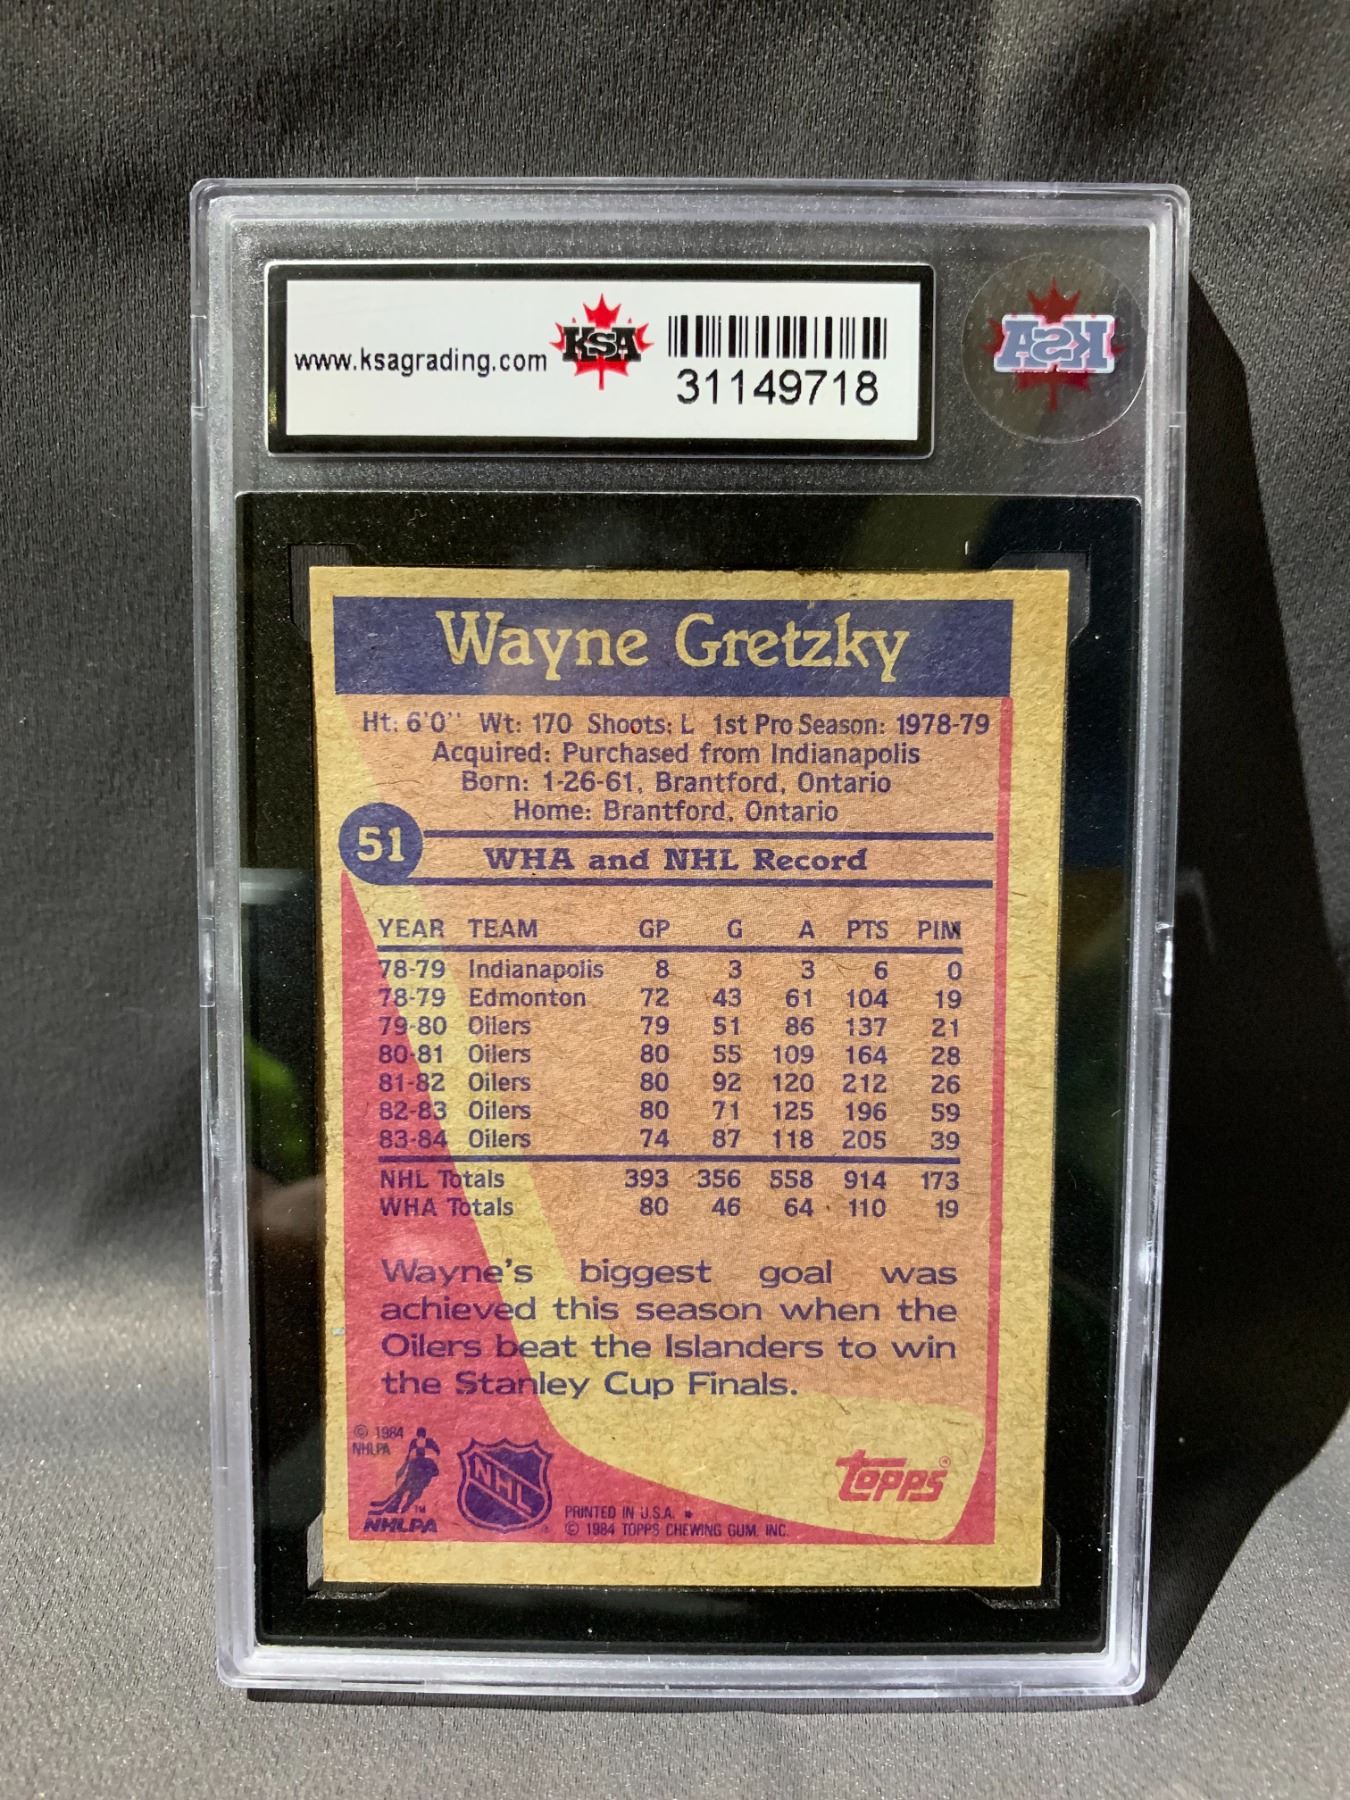 www.ksagrading.com KSA 31149718
KSA
Wayne Gretzky
Ht: 6'0'' Wt: 170 Shoots: L 1st Pro Season: 1978-79
Acquired: Purchased from Indianapolis
Born: 1-26-61, Brantford, Ontario
Home: Brantford, Ontario
51
WHA and NHL Record
YEAR TEAM GP G A PTS PIM
78-79 Indianapolis 8 3 3 6 0
78-79 Edmonton 72 43 61 104 19
79-80 Oilers 79 51 86 137 21
80-81 Oilers 80 55 109 164 28
81-82 Oilers 80 92 120 212 26
82-83 Oilers 80 71 125 196 59
83-84 Oilers 74 87 118 205 39
NHL Totals 393 356 558 914 173
WHA Totals 80 46 64 110 19
Wayne's biggest goal was
achieved this season when the
Oilers beat the Islanders to win
the Stanley Cup Finals.
© 1984
NHLPA
TM
NHLPA
NHL
®
topps®
PRINTED IN U.S.A. *
© 1984 TOPPS CHEWING GUM, INC.